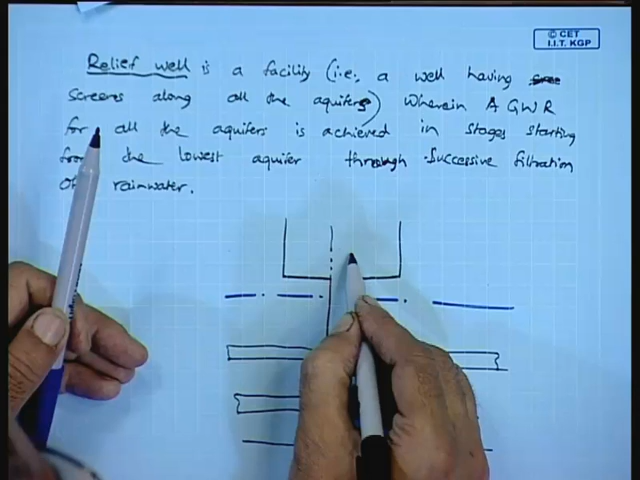 © CET
I.I.T. KGP
Relief well is a facility (i.e., a well having
screens along all the aquifers) Wherein AGWR
for all the aquifers is achieved in stages starting
from the lowest aquifer through successive filtration
Of rainwater.